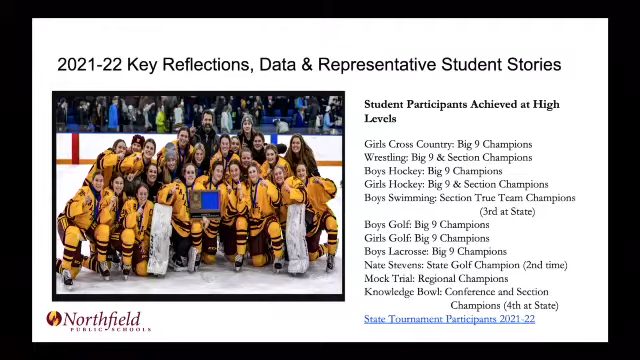 2021-22 Key Reflections, Data & Representative Student Stories
Student Participants Achieved at High
Levels
Girls Cross Country: Big 9 Champions
Wrestling: Big 9 & Section Champions
Boys Hockey: Big 9 Champions
Girls Hockey: Big 9 & Section Champions
Boys Swimming: Section True Team Champions
(3rd at State)
Boys Golf: Big 9 Champions
Girls Golf: Big 9 Champions
Boys Lacrosse: Big 9 Champions
Nate Stevens: State Golf Champion (2nd time)
Mock Trial: Regional Champions
Knowledge Bowl: Conference and Section
Champions (4th at State)
State Tournament Participants 2021-22
Northfield
PUBLIC SCHOOLS